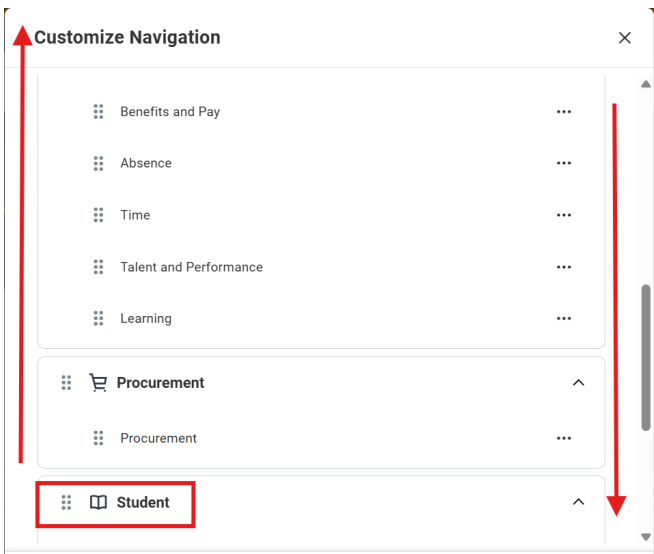 Customize Navigation
Benefits and Pay
Absence
Time
Talent and Performance
Learning
Procurement
Procurement
Student